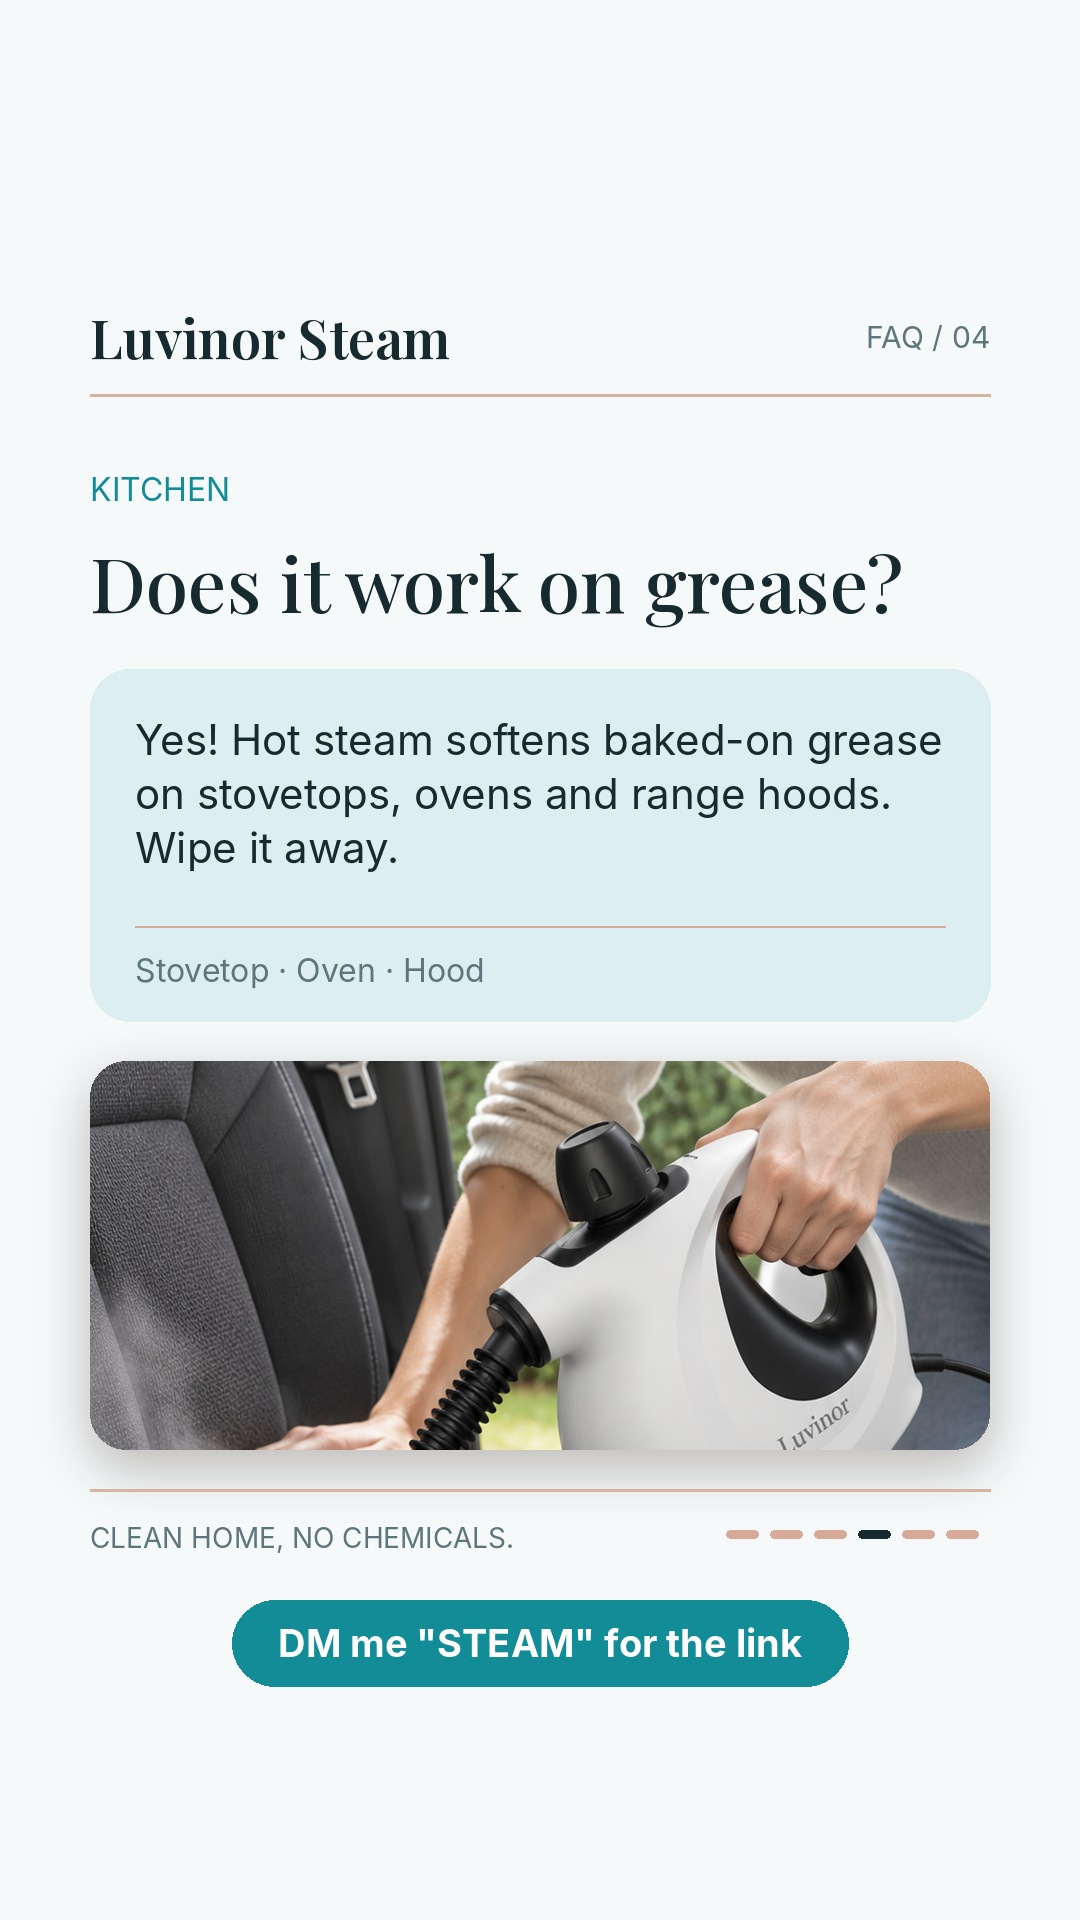 Luvinor Steam
FAQ / 04
KITCHEN
Does it work on grease?
Yes! Hot steam softens baked-on grease
on stovetops, ovens and range hoods.
Wipe it away.
Stovetop · Oven · Hood
Luvinor
CLEAN HOME, NO CHEMICALS.
DM me "STEAM" for the link